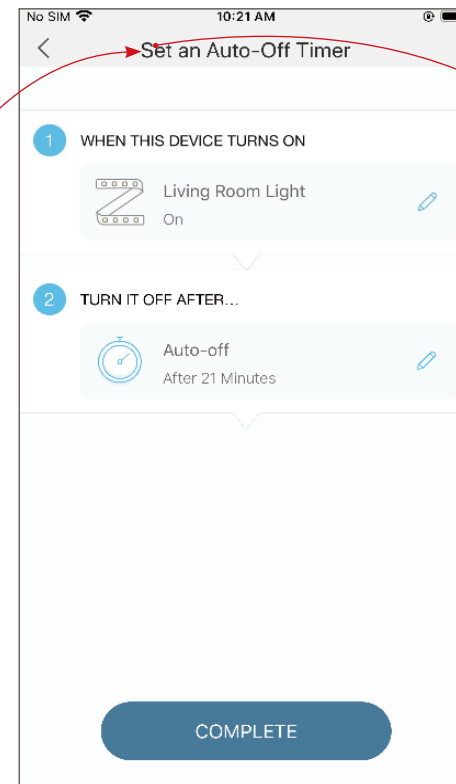 No SIM 10:21 AM
Set an Auto-Off Timer
1 WHEN THIS DEVICE TURNS ON
Living Room Light
On
2 TURN IT OFF AFTER...
Auto-off
After 21 Minutes
COMPLETE